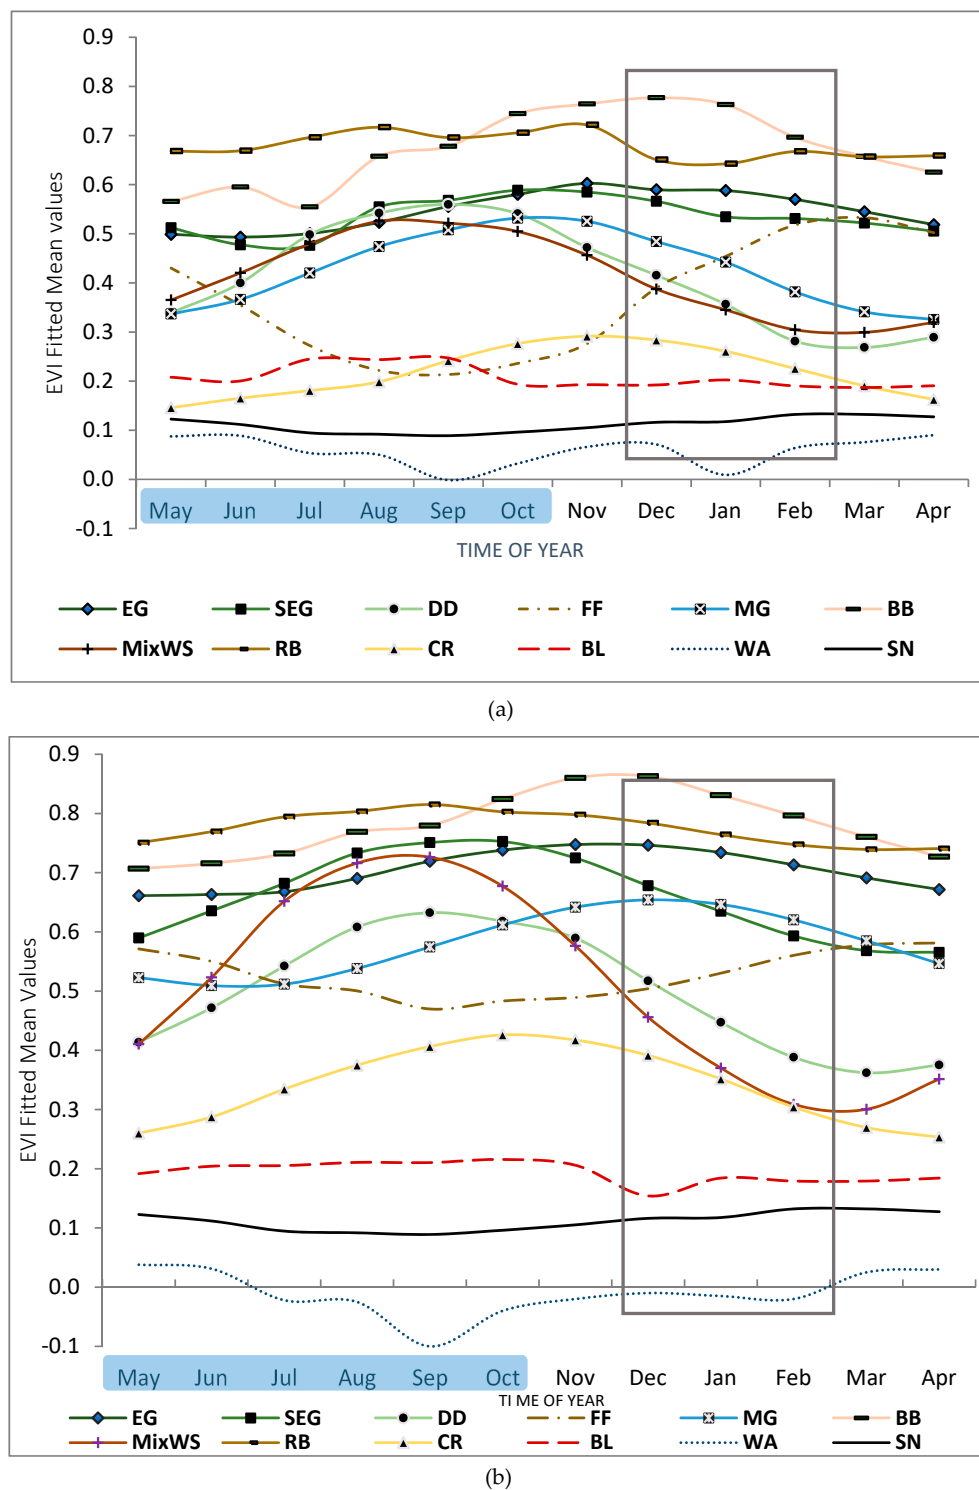 0.9
0.8
0.7
0.6
0.5
0.4
0.3
0.2
0.1
0.0
-0.1
EVI Fitted Mean values
May Jun Jul Aug Sep Oct Nov Dec Jan Feb Mar Apr
TIME OF YEAR
EG SEG DD FF MG BB
MixWS RB CR BL WA SN
(a)
0.9
0.8
0.7
0.6
0.5
0.4
0.3
0.2
0.1
0.0
-0.1
EVI Fitted Mean Values
May Jun Jul Aug Sep Oct Nov Dec Jan Feb Mar Apr
TI ME OF YEAR
EG SEG DD FF MG BB
MixWS RB CR BL WA SN
(b)